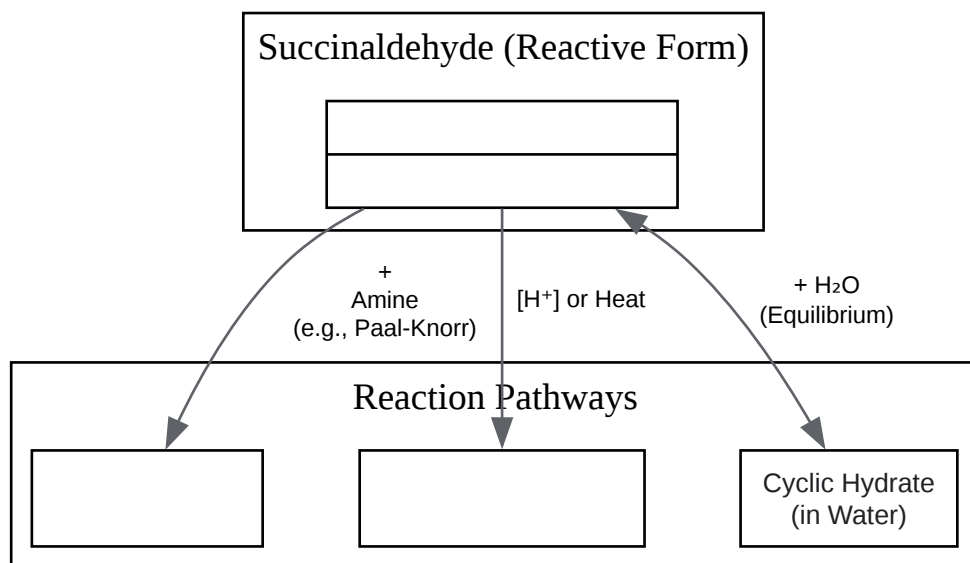 Succinaldehyde (Reactive Form)
+
Amine
(e.g., Paal-Knorr)
[H⁺] or Heat
+ H₂O
(Equilibrium)
Reaction Pathways
Cyclic Hydrate
(in Water)